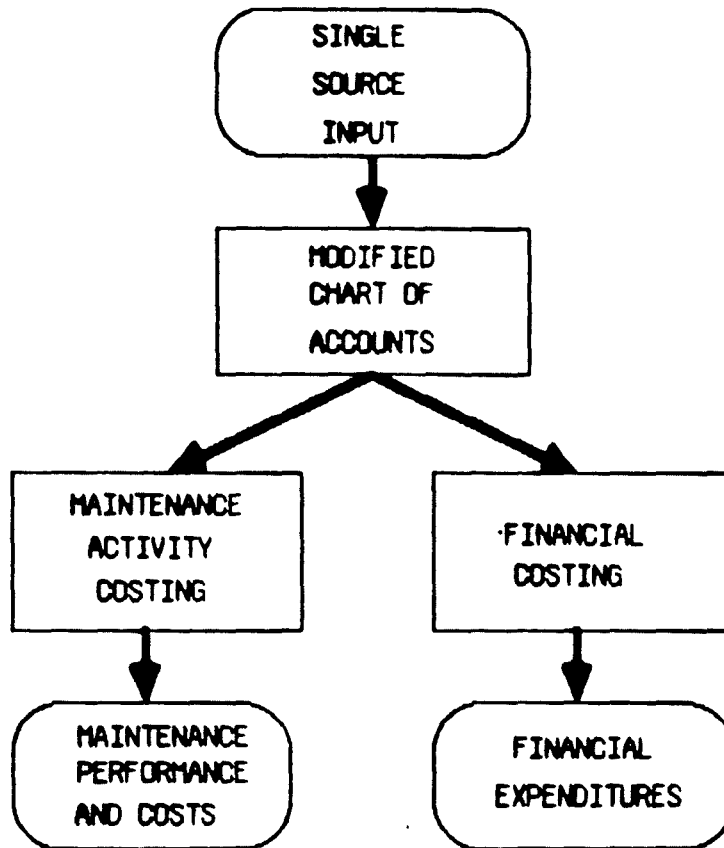 SINGLE
SOURCE
INPUT
MODIFIED
CHART OF
ACCOUNTS
MAINTENANCE
ACTIVITY
COSTING
FINANCIAL
COSTING
MAINTENANCE
PERFORMANCE
AND COSTS
FINANCIAL
EXPENDITURES